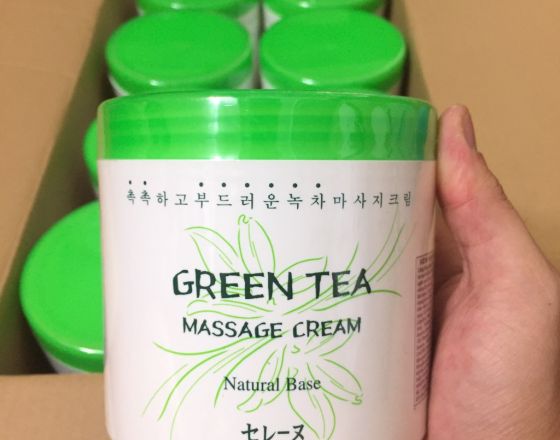 촉촉하고부드러운녹차마사지크림
GREEN TEA
MASSAGE CREAM
Natural Base
セレーヌ